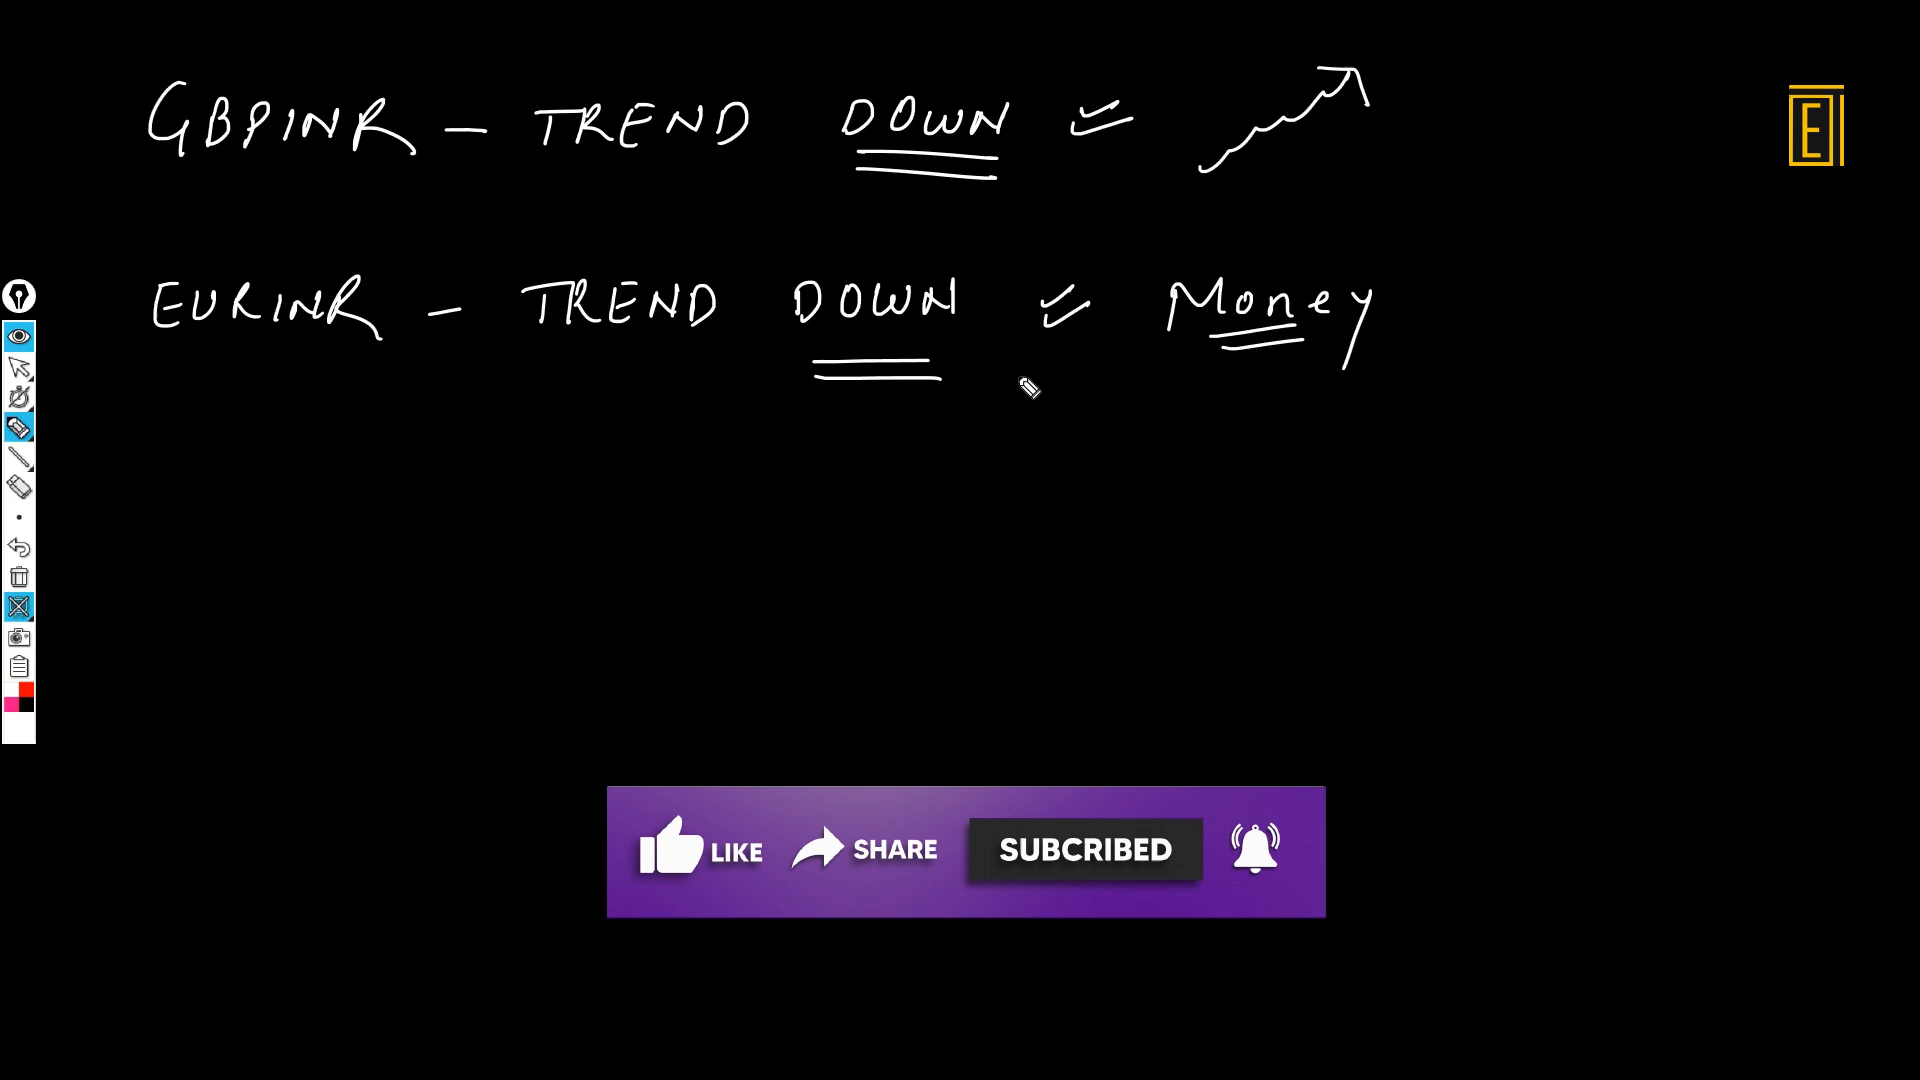 GBPINR - TREND DOWN
EURINR - TREND DOWN Money
LIKE SHARE SUBCRIBED